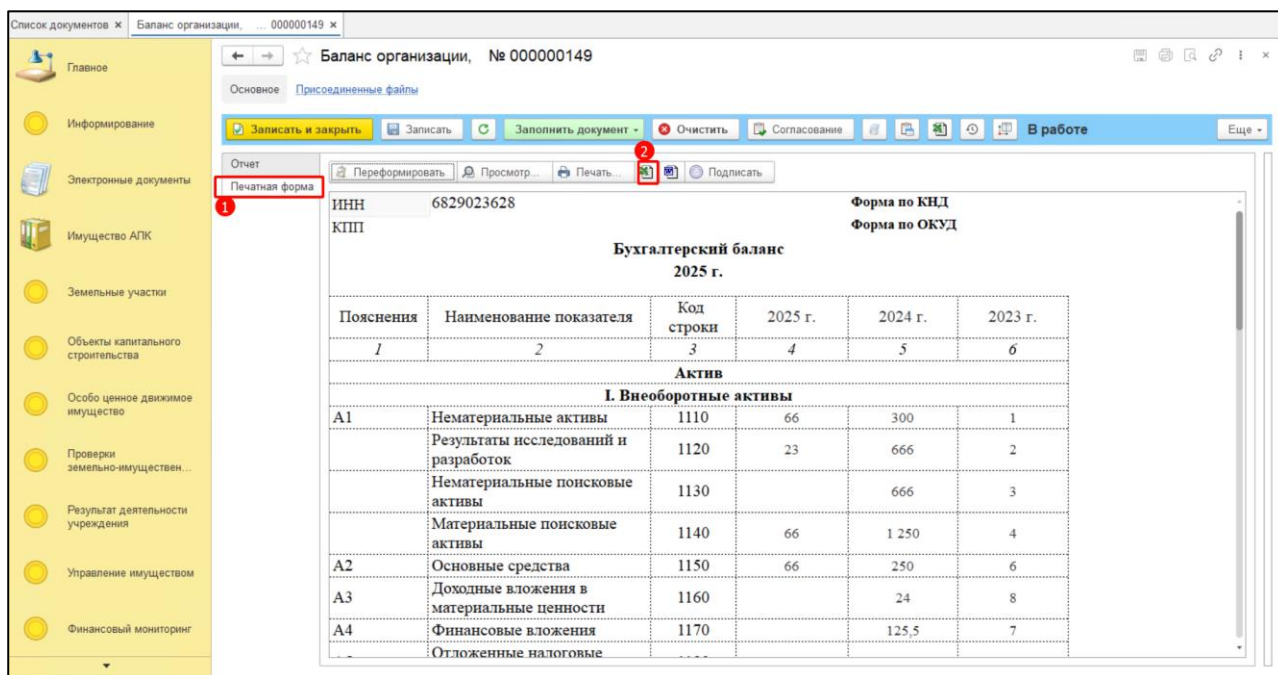 Список документов × Баланс организации, ... 000000149 ×
Главное
Информирование
Электронные документы
Имущество АПК
Земельные участки
Объекты капитального
строительства
Особо ценное движимое
имущество
Проверки
земельно-имуществен...
Результат деятельности
учреждения
Управление имуществом
Финансовый мониторинг
Баланс организации, № 000000149
Основное Присоединенные файлы
Записать и закрыть Записать Заполнить документ Очистить Согласование В работе Еще
Отчет
Печатная форма
1
2
Переформировать Просмотр... Печать... Подписать
ИНН 6829023628 Форма по КНД
КПП Форма по ОКУД
Бухгалтерский баланс
2025 г.
Пояснения Наименование показателя Код строки 2025 г. 2024 г. 2023 г.
1 2 3 4 5 6
Актив
I. Внеоборотные активы
А1 Нематериальные активы 1110 66 300 1
Результаты исследований и
разработок 1120 23 666 2
Нематериальные поисковые
активы 1130 666 3
Материальные поисковые
активы 1140 66 1 250 4
А2 Основные средства 1150 66 250 6
А3 Доходные вложения в
материальные ценности 1160 24 8
А4 Финансовые вложения 1170 125,5 7
Отложенные налоговые